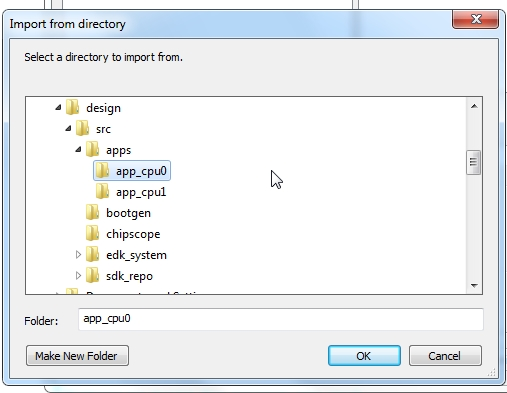 Import from directory
Select a directory to import from.
design
src
apps
app_cpu0
app_cpu1
bootgen
chipscope
edk_system
sdk_repo
Folder:
app_cpu0
Make New Folder
OK
Cancel